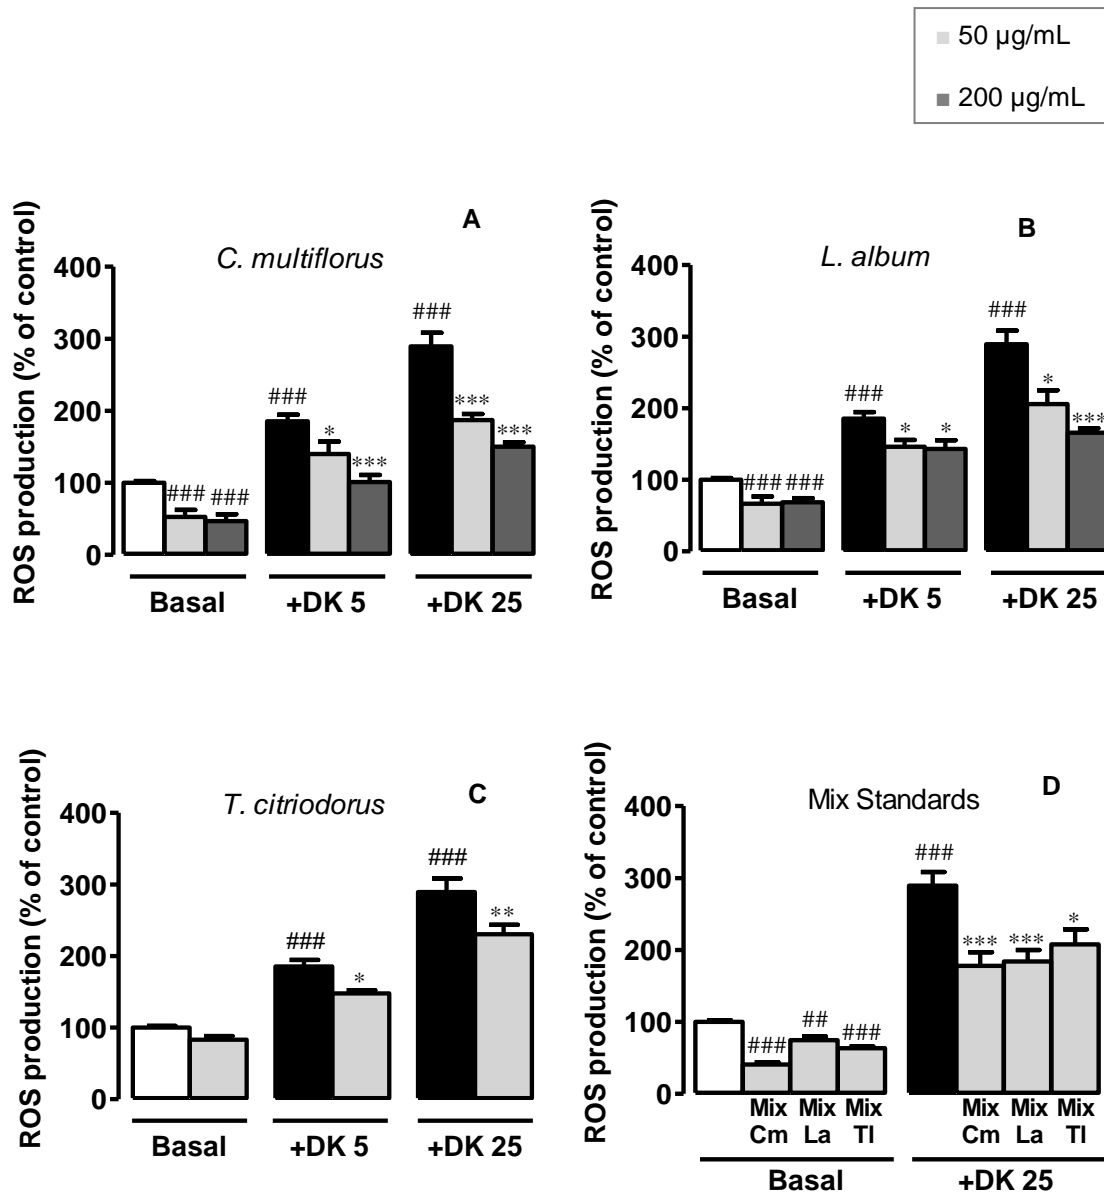 50 µg/mL
200 µg/mL
A
C. multiflorus
ROS production (% of control)
400
300
200
100
0
###
###
###
*
***
###
***
***
Basal
+DK 5
+DK 25
B
L. album
ROS production (% of control)
400
300
200
100
0
###
###
###
*
*
###
*
***
Basal
+DK 5
+DK 25
C
T. citriodorus
ROS production (% of control)
400
300
200
100
0
###
*
###
**
Basal
+DK 5
+DK 25
D
Mix Standards
ROS production (% of control)
400
300
200
100
0
###
##
###
###
***
***
*
Mix Mix Mix
Cm La Tl
Mix Mix Mix
Cm La Tl
Basal
+DK 25